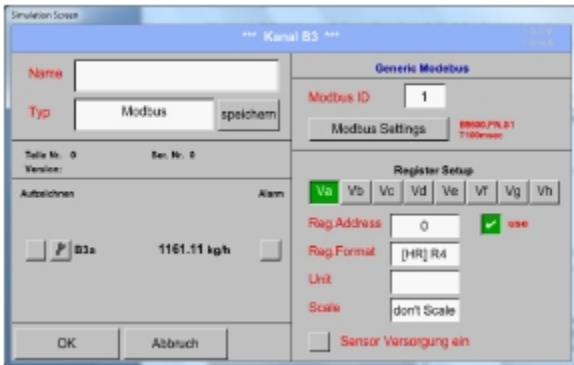 Simulation Screen
*** Kanal B3 ***
Name
Typ Modbus speichern
Teile Nr. 0 Ser. Nr. 0
Version:
Aufzeichnen Alarm
B3a 1161.11 kg/h
OK Abbruch
Generic Modebus
Modbus ID 1
Modbus Settings
T100msec
Register Setup
Va Vb Vc Vd Ve Vf Vg Vh
Reg.Address 0 use
Reg.Format [HR] R4
Unit
Scale don't Scale
Sensor Versorgung ein